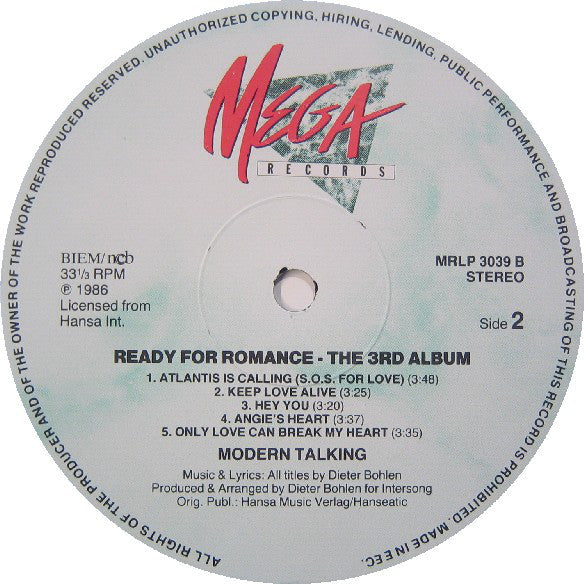 ALL RIGHTS OF THE PRODUCER AND OF THE OWNER OF THE WORK REPRODUCED RESERVED. UNAUTHORIZED COPYING, HIRING, LENDING, PUBLIC PERFORMANCE AND BROADCASTING OF THIS RECORD IS PROHIBITED. MADE IN EEC.
MEGA
RECORDS
BIEM/ncb
33⅓ RPM
℗ 1986
Licensed from
Hansa Int.
MRLP 3039 B
STEREO
Side 2
READY FOR ROMANCE - THE 3RD ALBUM
1. ATLANTIS IS CALLING (S.O.S. FOR LOVE) (3:48)
2. KEEP LOVE ALIVE (3:25)
3. HEY YOU (3:20)
4. ANGIE'S HEART (3:37)
5. ONLY LOVE CAN BREAK MY HEART (3:35)
MODERN TALKING
Music & Lyrics: All titles by Dieter Bohlen
Produced & Arranged by Dieter Bohlen for Intersong
Orig. Publ.: Hansa Music Verlag/Hanseatic